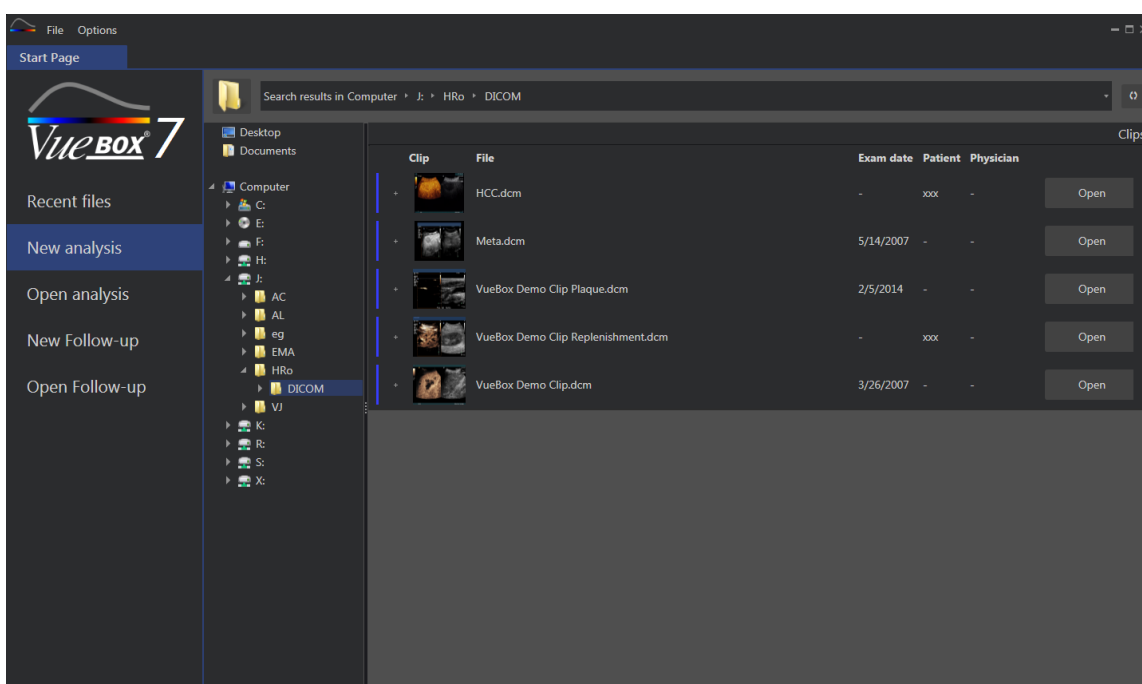 File Options
Start Page
VUEBOX® 7
Recent files
New analysis
Open analysis
New Follow-up
Open Follow-up
Search results in Computer J: HRo DICOM
Desktop
Documents
Computer
C:
E:
F:
H:
J:
AC
AL
eg
EMA
HRo
DICOM
VJ
K:
R:
S:
X:
Clips
Clip File Exam date Patient Physician
+ HCC.dcm - xxx - Open
+ Meta.dcm 5/14/2007 - - Open
+ VueBox Demo Clip Plaque.dcm 2/5/2014 - - Open
+ VueBox Demo Clip Replenishment.dcm - xxx - Open
+ VueBox Demo Clip.dcm 3/26/2007 - - Open